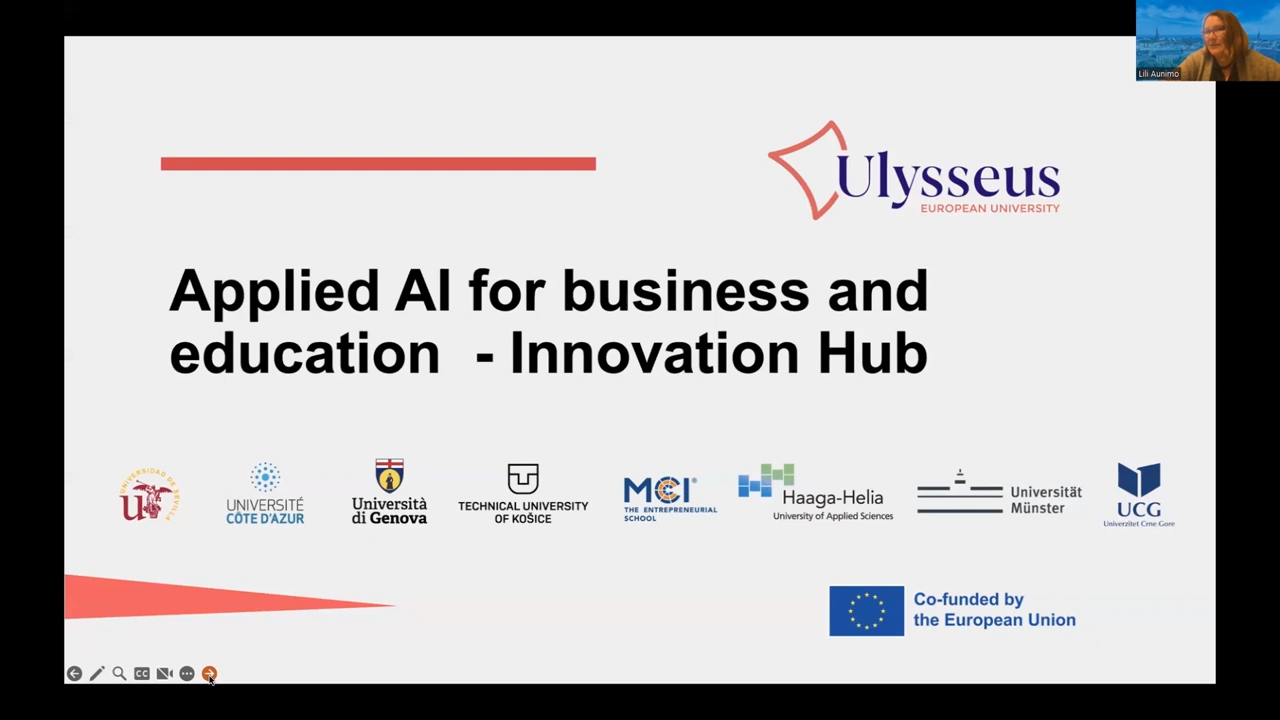 Lili Aunimo
Ulysseus
EUROPEAN UNIVERSITY
Applied AI for business and
education - Innovation Hub
UNIVERSIDAD DE SEVILLA
UNIVERSITÉ
CÔTE D'AZUR
Università
di Genova
TECHNICAL UNIVERSITY
OF KOŠICE
MCI®
THE ENTREPRENEURIAL
SCHOOL
Haaga-Helia
University of Applied Sciences
Universität
Münster
UCG
Univerzitet Crne Gore
Co-funded by
the European Union
CC